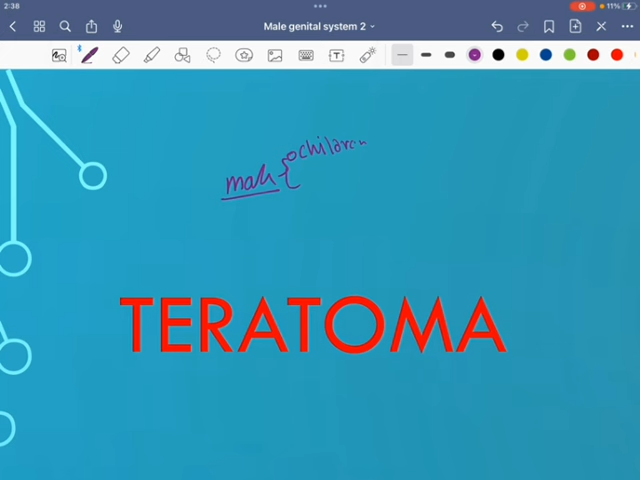 2:38
•••
11%
Male genital system 2
male { children
TERATOMA